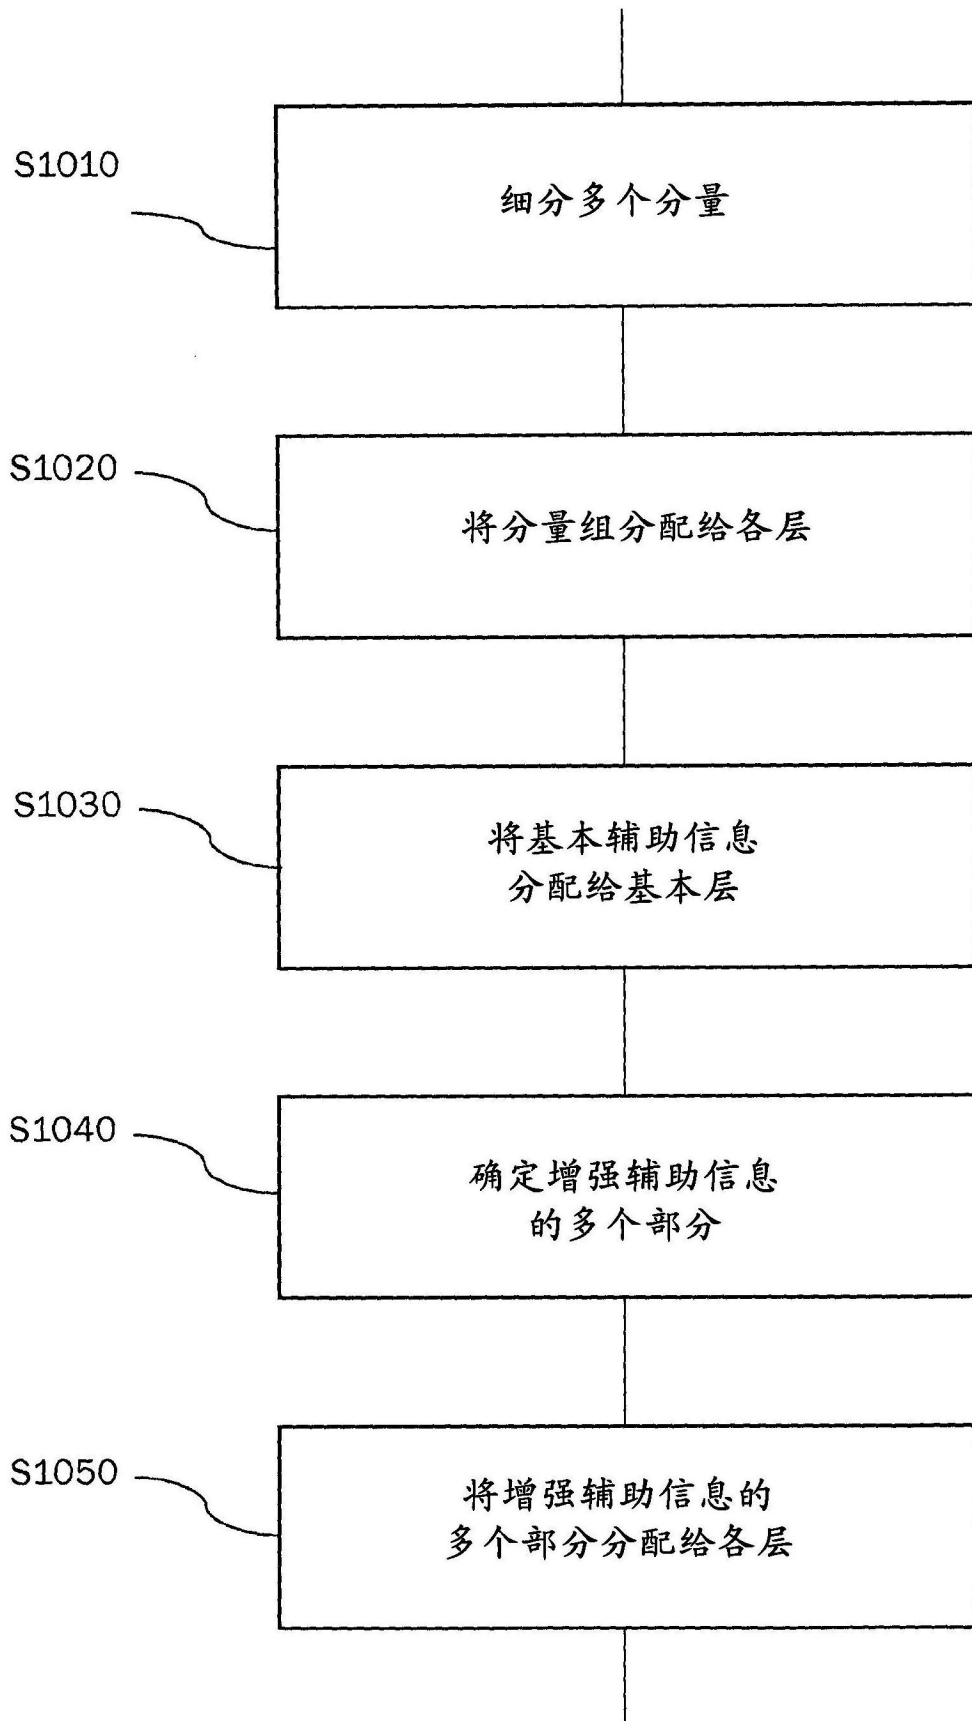 S1010
细分多个分量
S1020
将分量组分配给各层
S1030
将基本辅助信息
分配给基本层
S1040
确定增强辅助信息
的多个部分
S1050
将增强辅助信息的
多个部分分配给各层